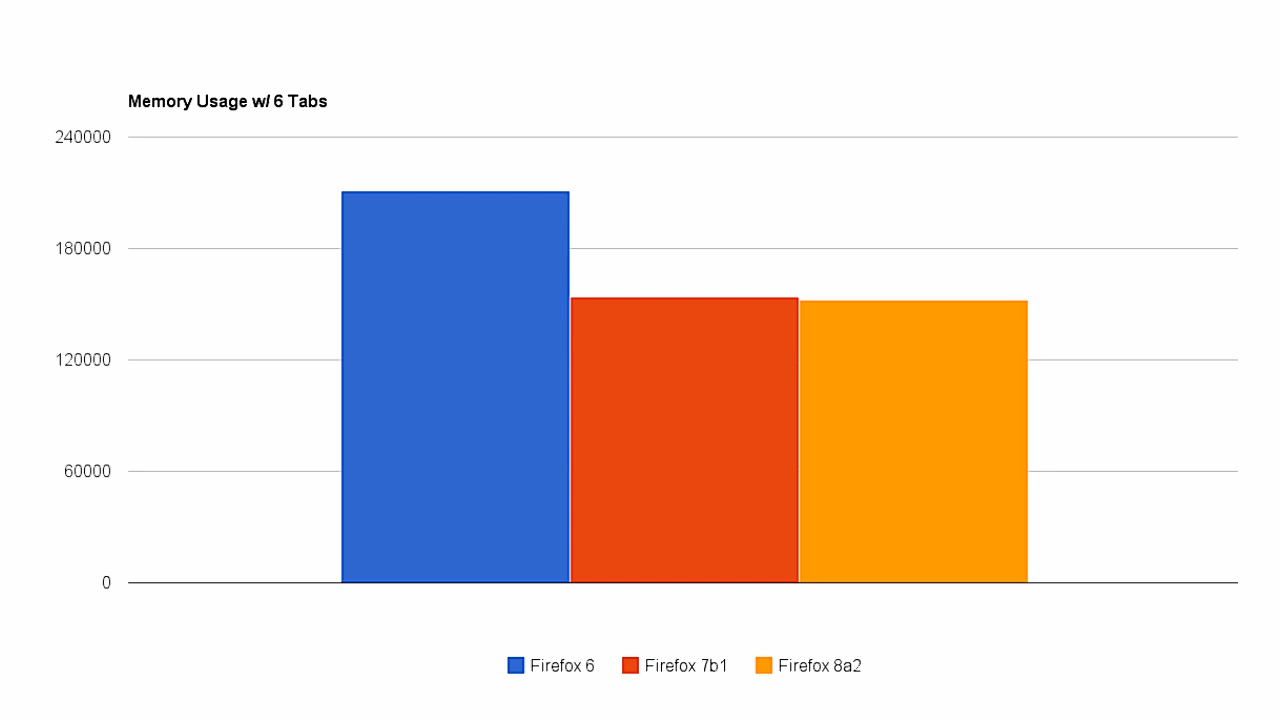 Memory Usage w/ 6 Tabs
240000
180000
120000
60000
0
Firefox 6 Firefox 7b1 Firefox 8a2